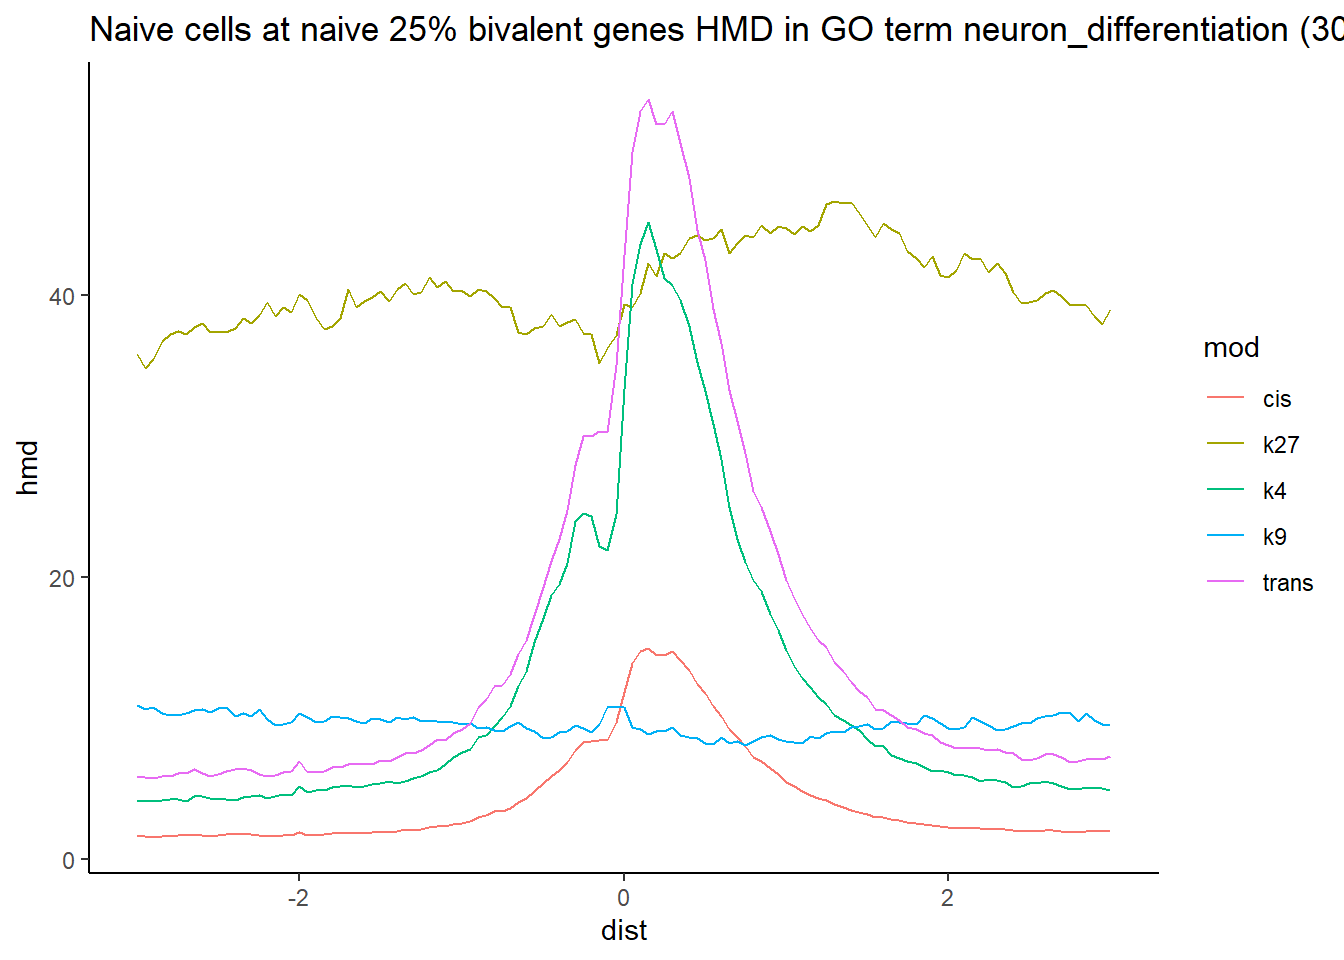 Naive cells at naive 25% bivalent genes HMD in GO term neuron_differentiation (30
hmd
40
20
0
-2
0
2
dist
mod
cis
k27
k4
k9
trans